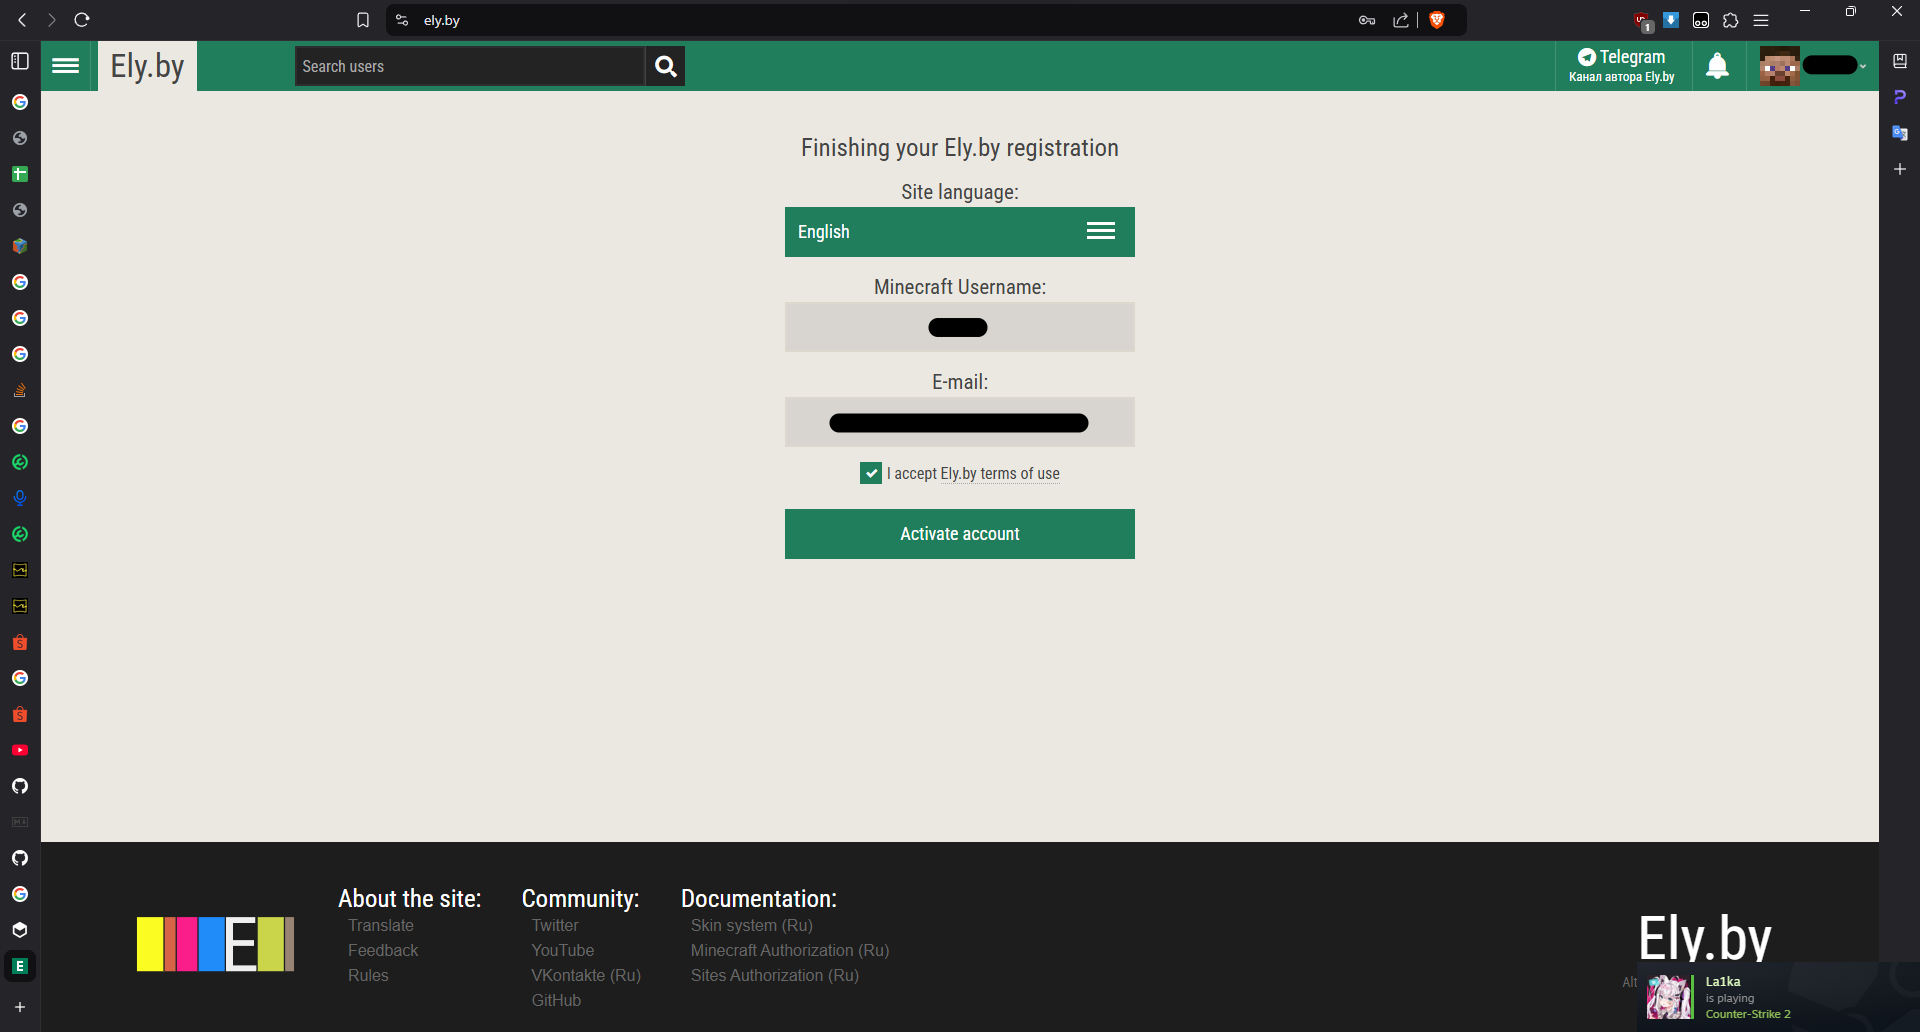 ely.by
1
Ely.by
Search users
Telegram
Канал автора Ely.by
Finishing your Ely.by registration
Site language:
English
Minecraft Username:
E-mail:
I accept Ely.by terms of use
Activate account
About the site:
Translate
Feedback
Rules
Community:
Twitter
YouTube
VKontakte (Ru)
GitHub
Documentation:
Skin system (Ru)
Minecraft Authorization (Ru)
Sites Authorization (Ru)
E
E
Ely.by
Alt
La1ka
is playing
Counter-Strike 2